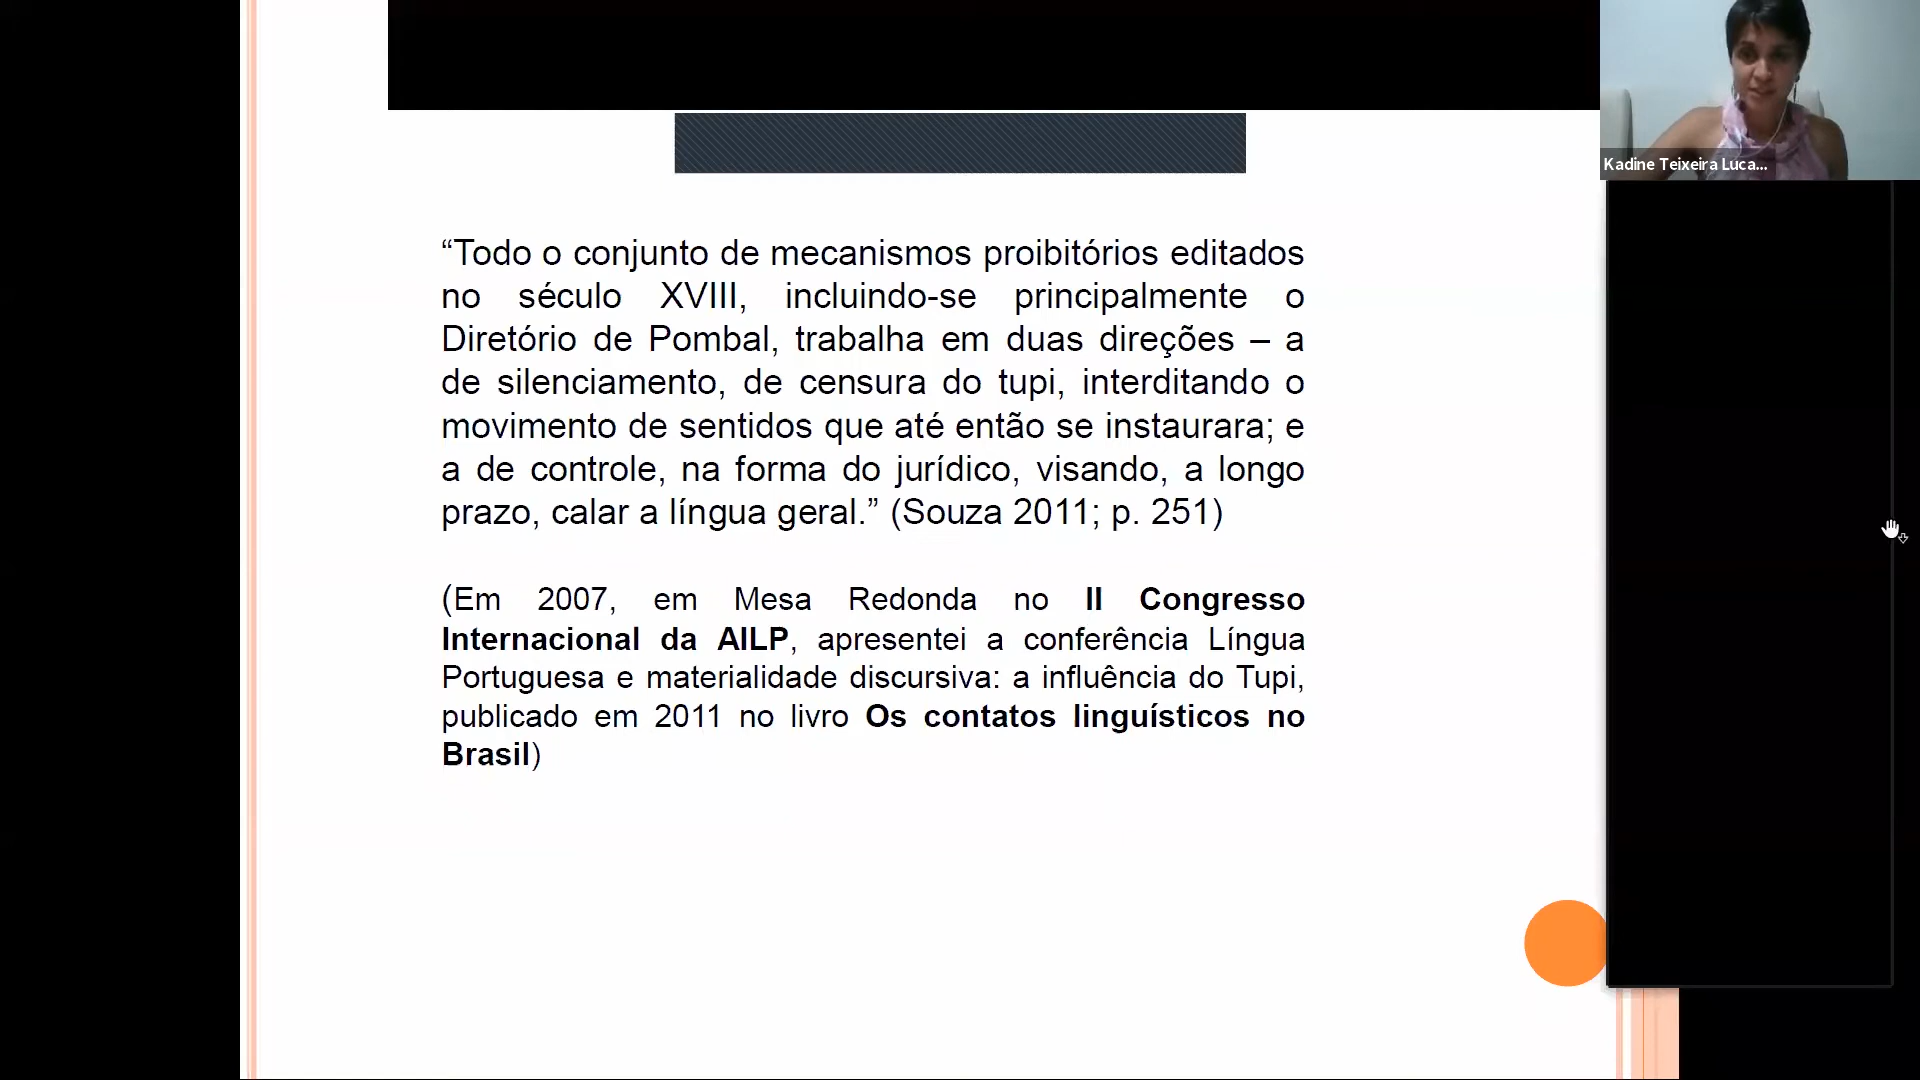 Kadine Teixeira Luca...
“Todo o conjunto de mecanismos proibitórios editados
no século XVIII, incluindo-se principalmente o
Diretório de Pombal, trabalha em duas direções – a
de silenciamento, de censura do tupi, interditando o
movimento de sentidos que até então se instaurara; e
a de controle, na forma do jurídico, visando, a longo
prazo, calar a língua geral.” (Souza 2011; p. 251)
(Em 2007, em Mesa Redonda no II Congresso
Internacional da AILP, apresentei a conferência Língua
Portuguesa e materialidade discursiva: a influência do Tupi,
publicado em 2011 no livro Os contatos linguísticos no
Brasil)